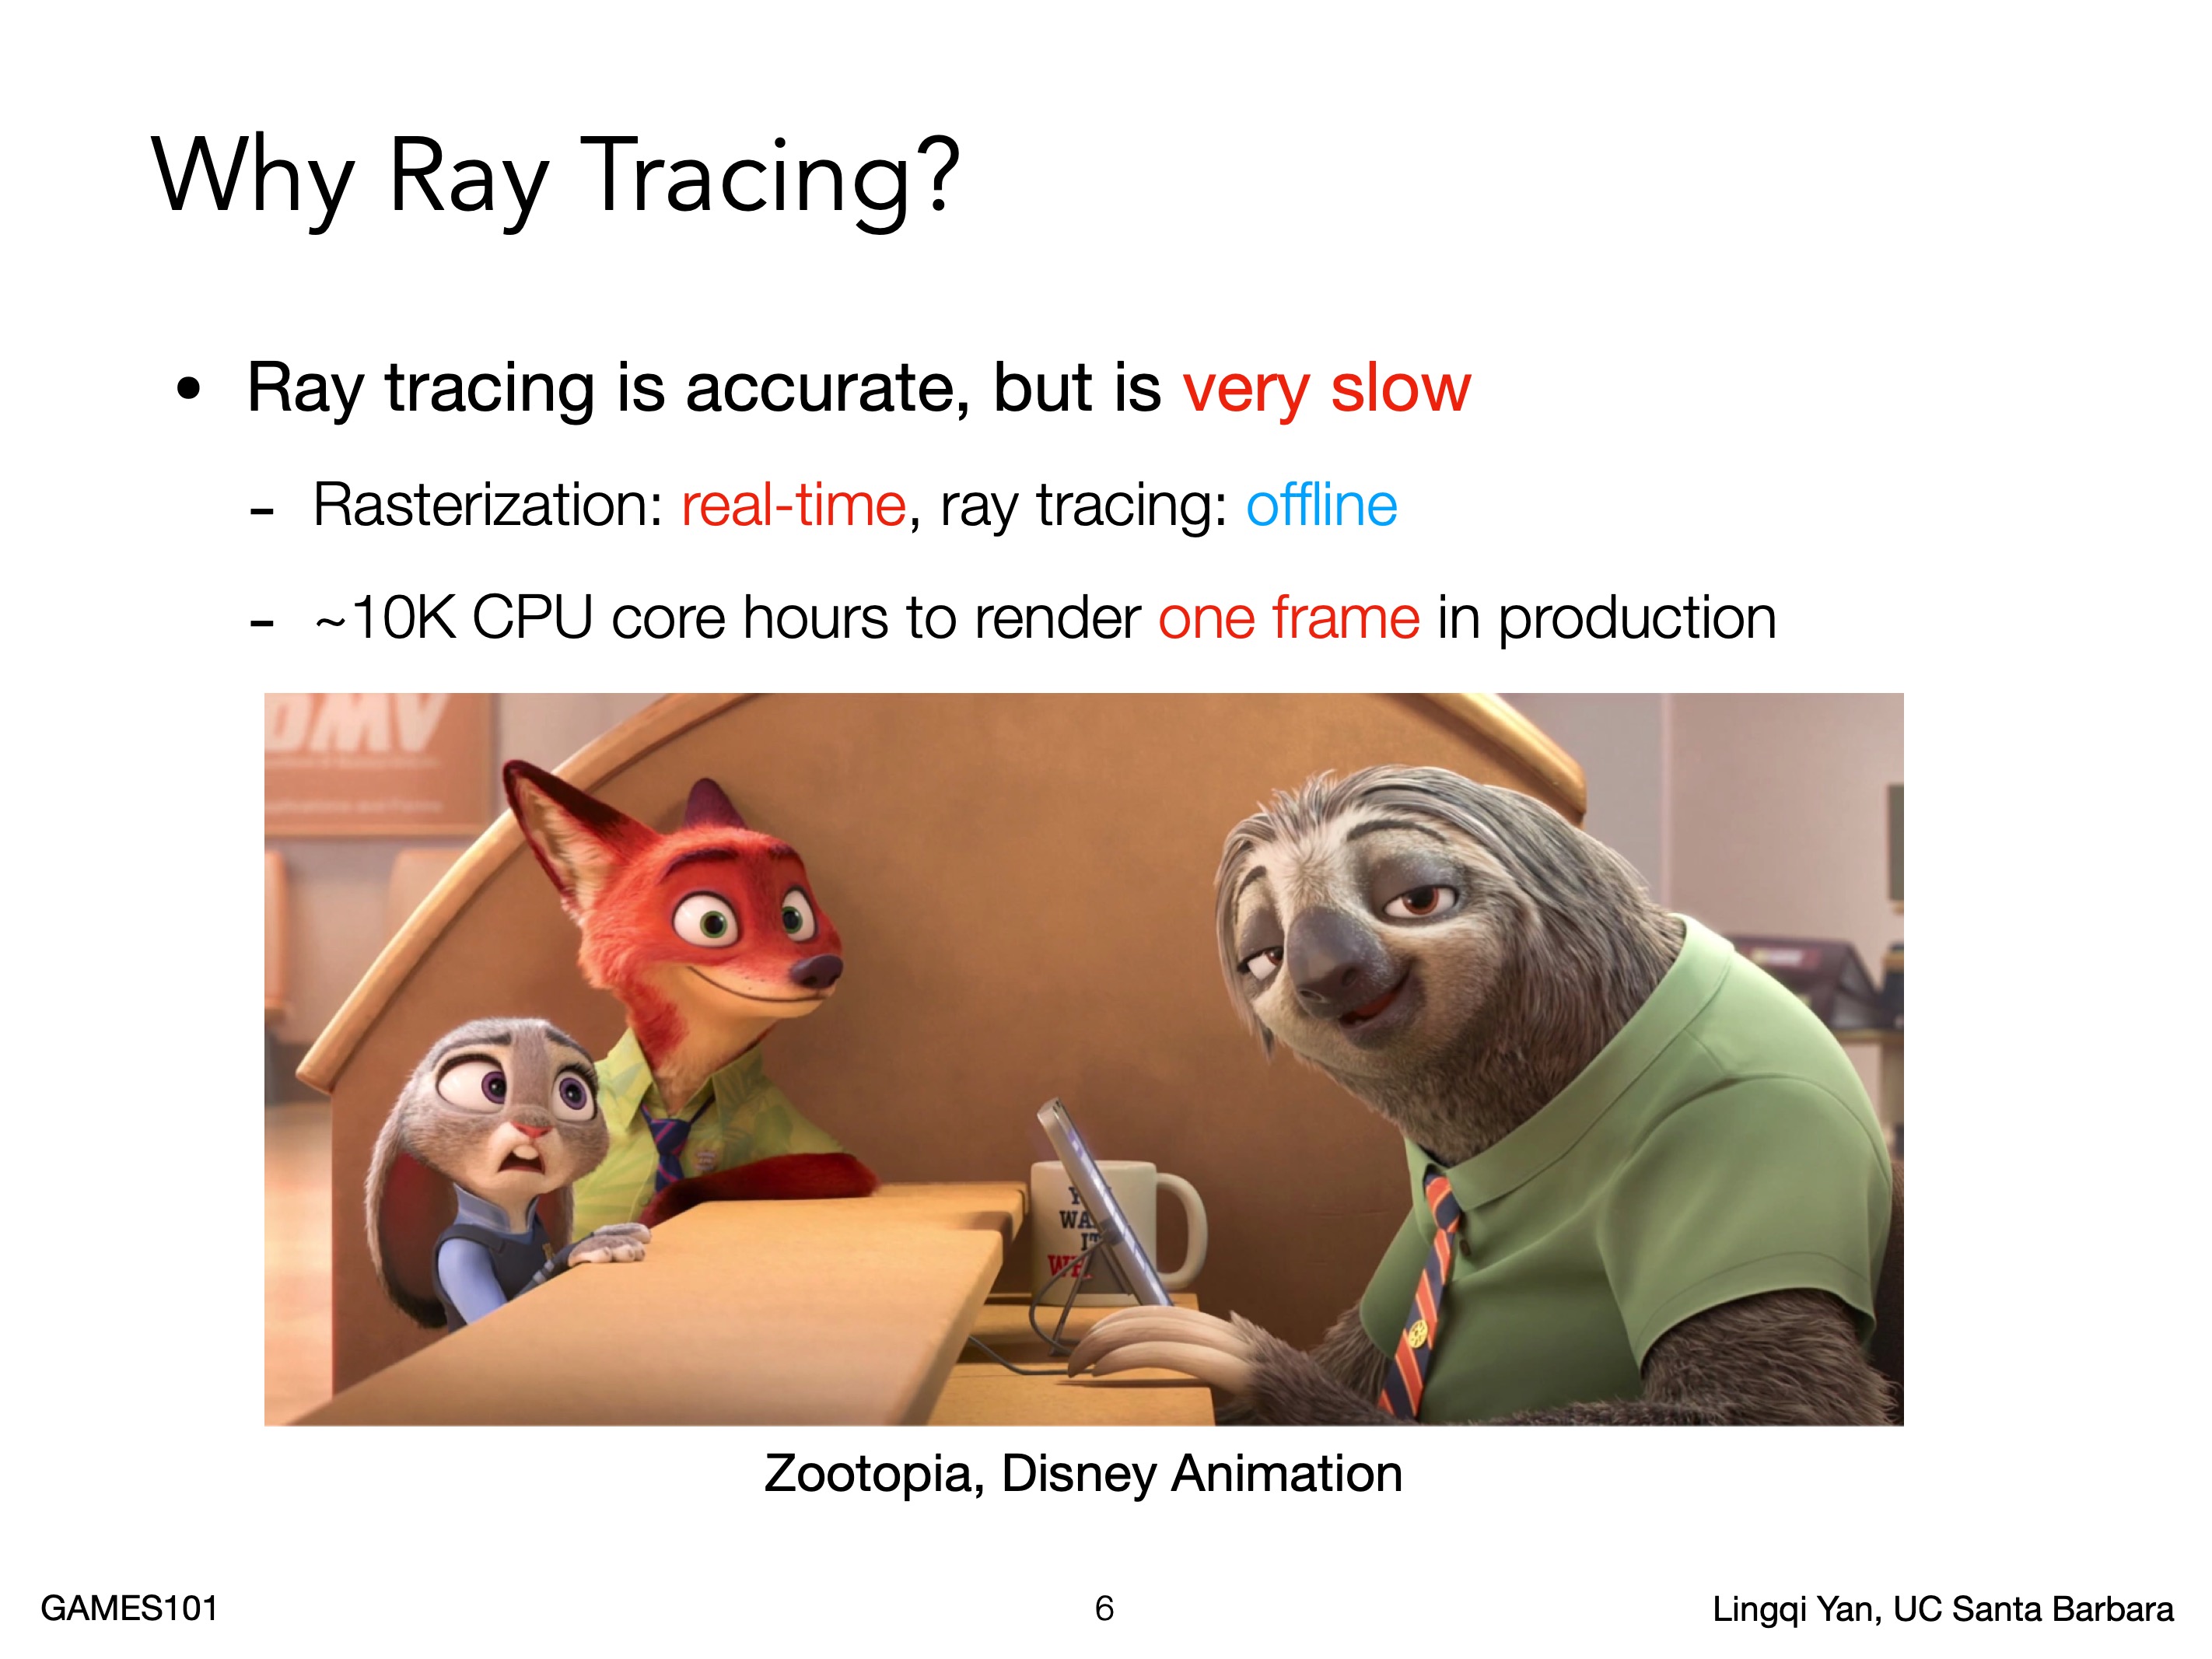 Why Ray Tracing?
• Ray tracing is accurate, but is very slow
- Rasterization: real-time, ray tracing: offline
- ~10K CPU core hours to render one frame in production
DMV
WA
Zootopia, Disney Animation
GAMES101
6
Lingqi Yan, UC Santa Barbara